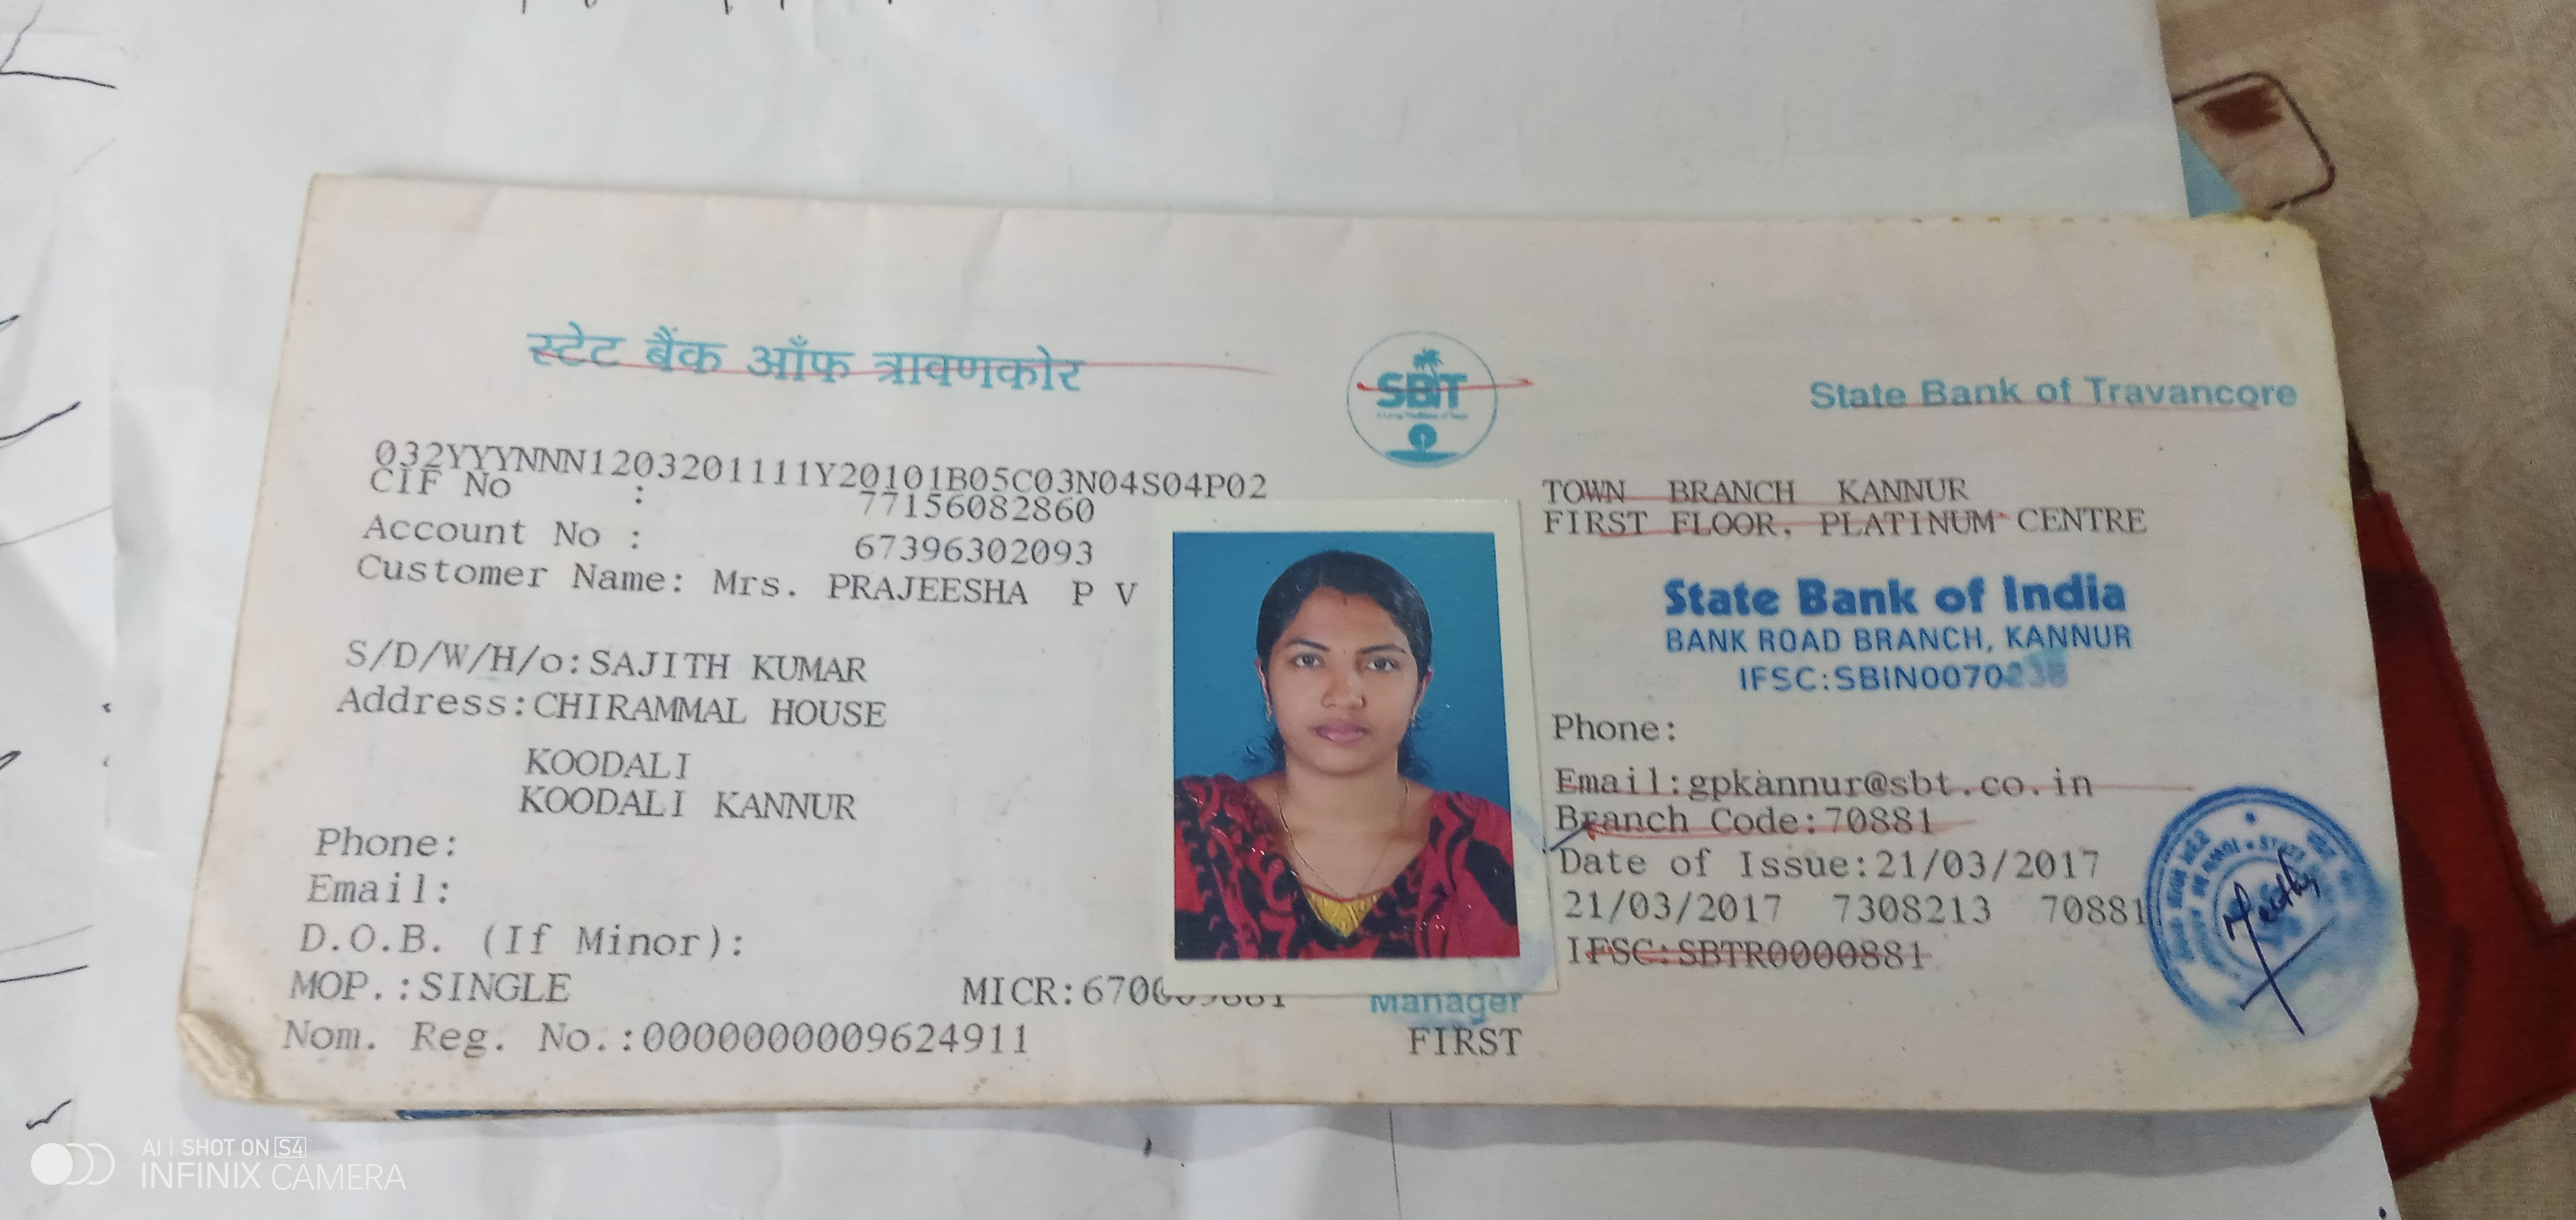 स्टेट बैंक ऑफ त्रावणकोर
SBT
State Bank of Travancore
032YYYNNN1203201111Y20101B05C03N04S04P02
CIF No : 77156082860
Account No : 67396302093
Customer Name: Mrs. PRAJEESHA P V
S/D/W/H/o:SAJITH KUMAR
Address:CHIRAMMAL HOUSE
KOODALI
KOODALI KANNUR
Phone:
Email:
D.O.B. (If Minor):
MOP.:SINGLE
MICR:670
Nom. Reg. No.:0000000009624911
TOWN BRANCH KANNUR
FIRST FLOOR, PLATINUM CENTRE
State Bank of India
BANK ROAD BRANCH, KANNUR
IFSC:SBIN0070238
Phone:
Email:gpkannur@sbt.co.in
Branch Code:70881
Date of Issue:21/03/2017
21/03/2017 7308213 70881
IFSC:SBTR0000881
Manager
FIRST
AI | SHOT ON S4
INFINIX CAMERA